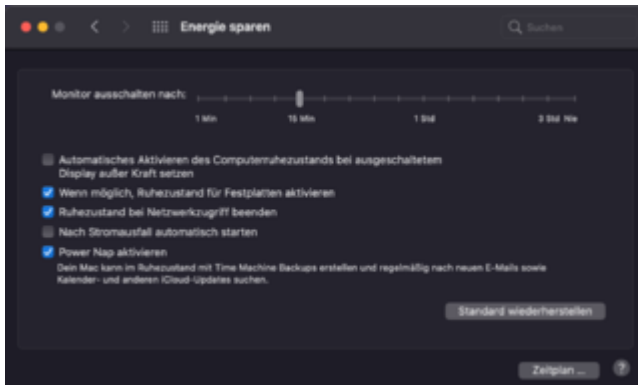 Energie sparen
Suchen
Monitor ausschalten nach:
1 Min 15 Min 1 Std 3 Std Nie
Automatisches Aktivieren des Computerruhezustands bei ausgeschaltetem
Display außer Kraft setzen
Wenn möglich, Ruhezustand für Festplatten aktivieren
Ruhezustand bei Netzwerkzugriff beenden
Nach Stromausfall automatisch starten
Power Nap aktivieren
Dein Mac kann im Ruhezustand mit Time Machine Backups erstellen und regelmäßig nach neuen E-Mails sowie
Kalender- und anderen iCloud-Updates suchen.
Standard wiederherstellen
Zeitplan ...
?